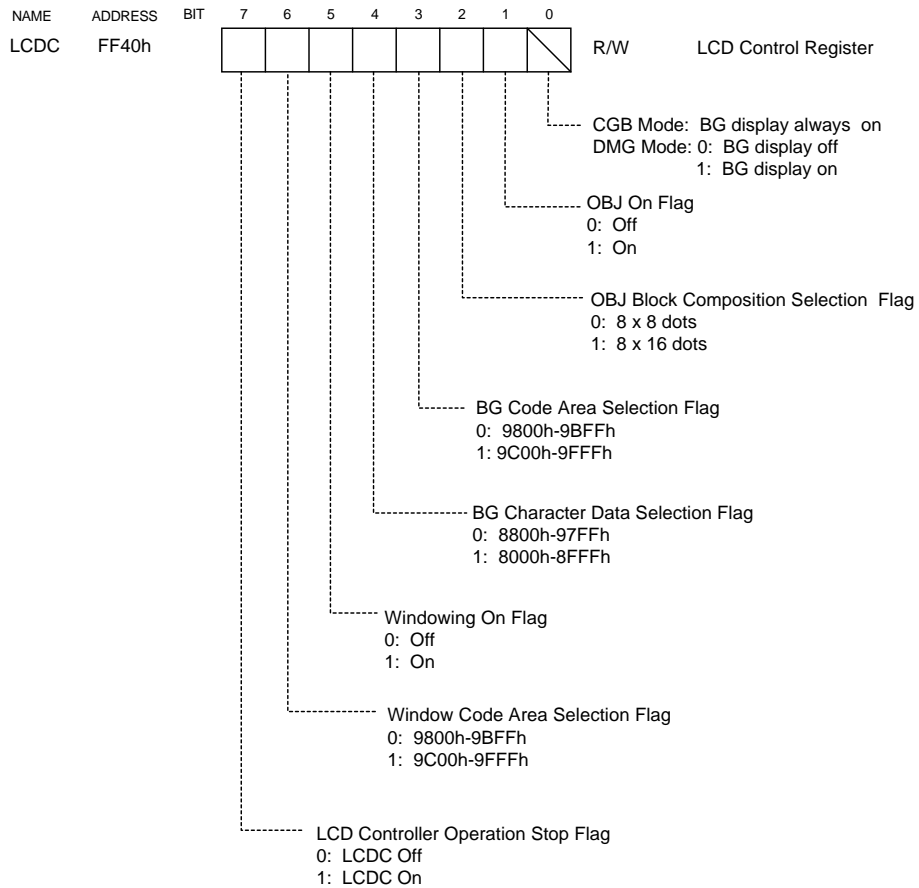 NAME ADDRESS BIT 7 6 5 4 3 2 1 0
LCDC FF40h R/W LCD Control Register
CGB Mode: BG display always on
DMG Mode: 0: BG display off
1: BG display on
OBJ On Flag
0: Off
1: On
OBJ Block Composition Selection Flag
0: 8 x 8 dots
1: 8 x 16 dots
BG Code Area Selection Flag
0: 9800h-9BFFh
1: 9C00h-9FFFh
BG Character Data Selection Flag
0: 8800h-97FFh
1: 8000h-8FFFh
Windowing On Flag
0: Off
1: On
Window Code Area Selection Flag
0: 9800h-9BFFh
1: 9C00h-9FFFh
LCD Controller Operation Stop Flag
0: LCDC Off
1: LCDC On